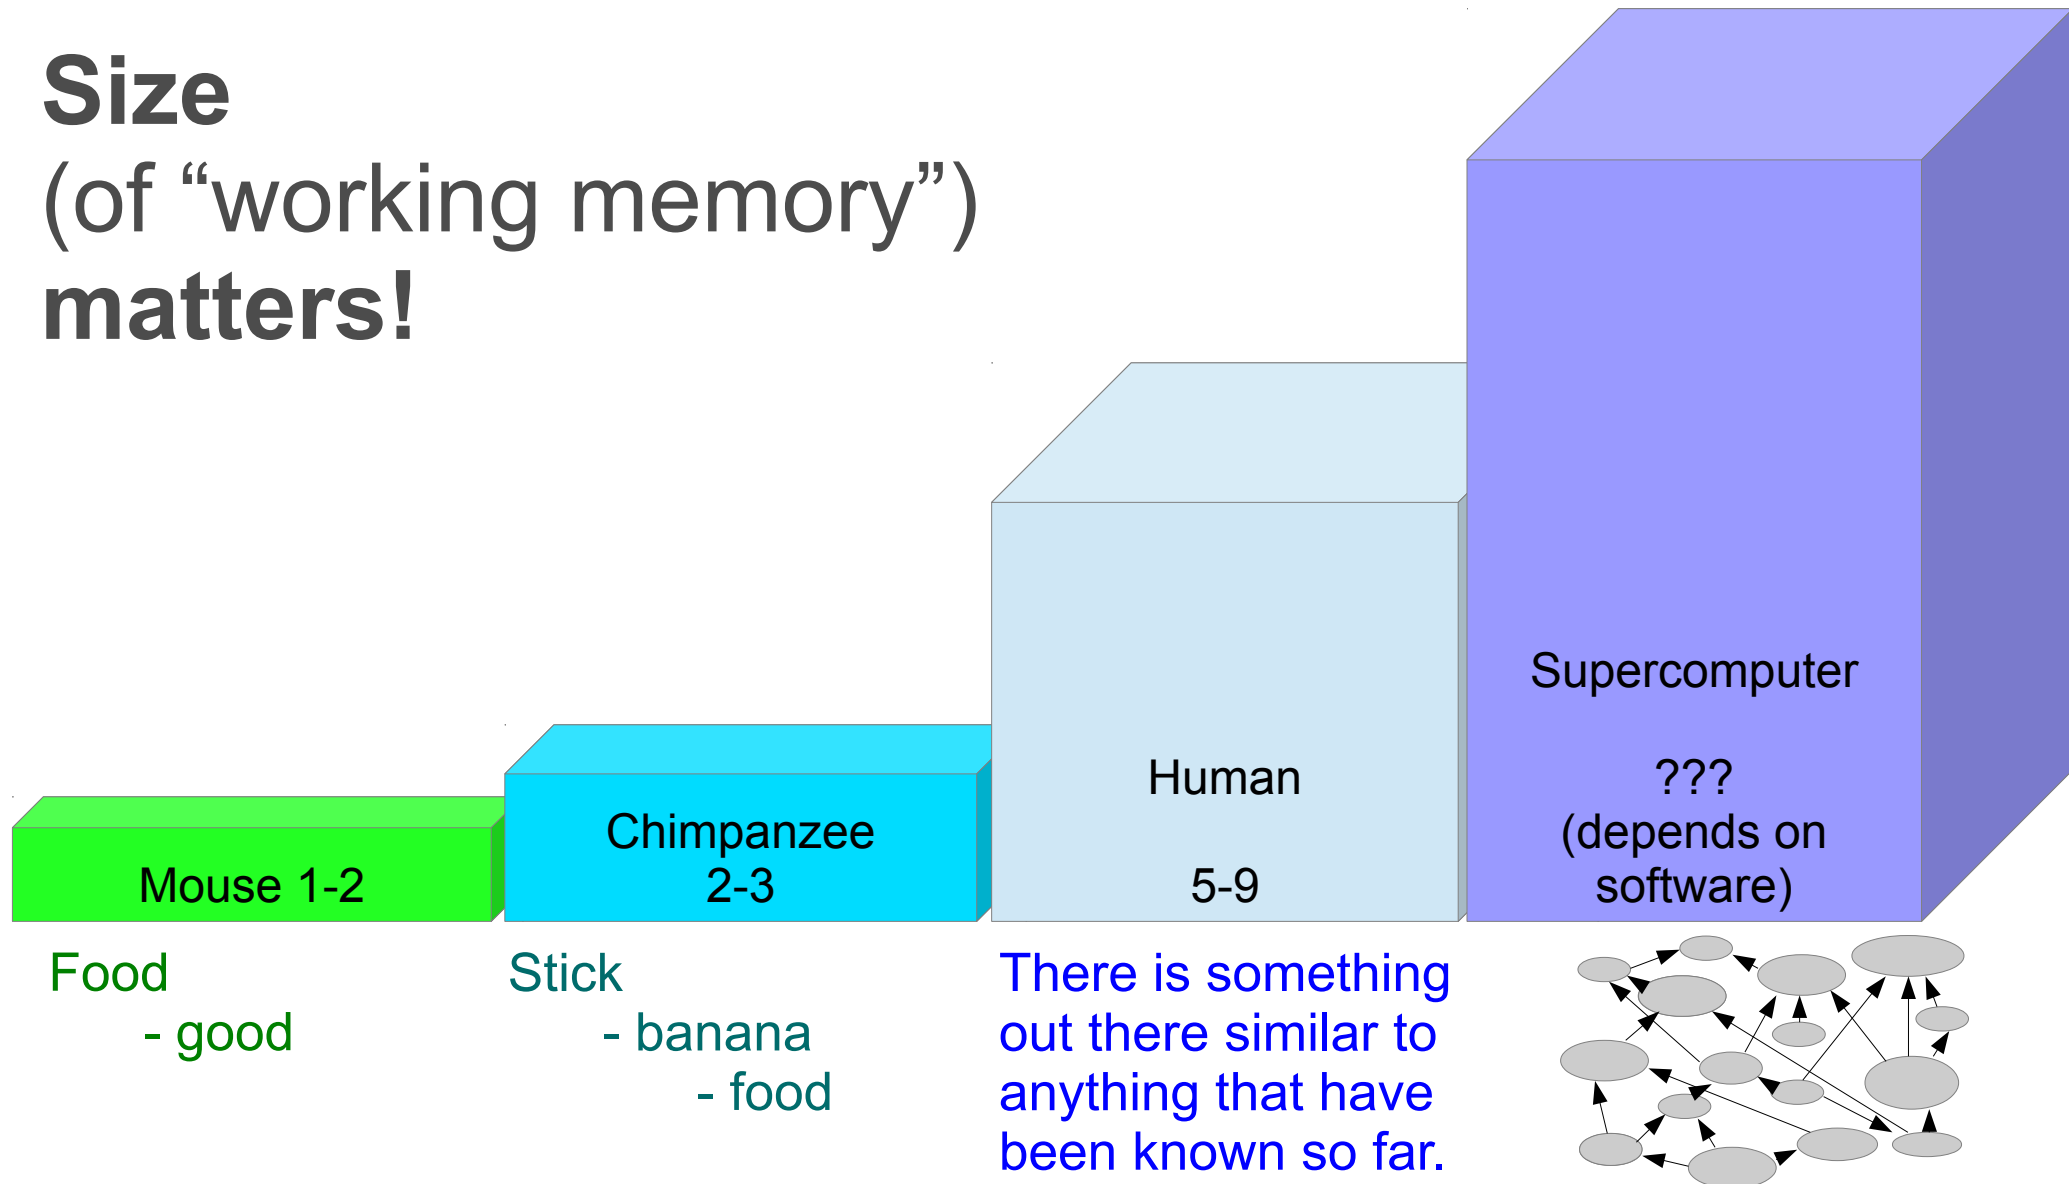 Size
(of “working memory”)
matters!
Mouse 1-2
Chimpanzee
2-3
Human
5-9
Supercomputer
???
(depends on
software)
Food
- good
Stick
- banana
- food
There is something
out there similar to
anything that have
been known so far.